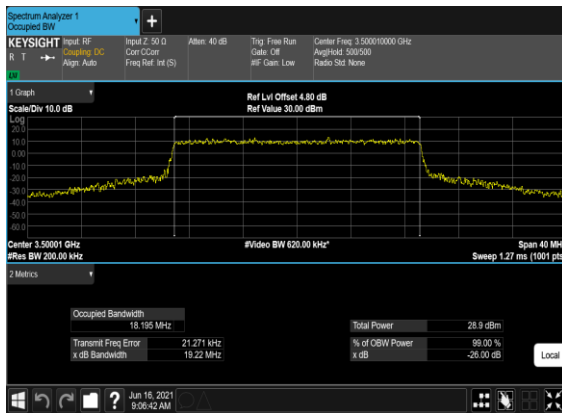 Spectrum Analyzer 1
Occupied BW
KEYSIGHT Input: RF Input Z: 50 Ω Atten: 40 dB Trig: Free Run Center Freq: 3.500010000 GHz
R T Coupling: DC Corr CCorr Gate: Off Avg|Hold: 500/500
Align: Auto Freq Ref: Int (S) #IF Gain: Low Radio Std: None
1 Graph
Ref Lvl Offset 4.80 dB
Scale/Div 10.0 dB Ref Value 30.00 dBm
Log
20.0
10.0
0.00
-10.0
-20.0
-30.0
-40.0
-50.0
-60.0
Center 3.50001 GHz #Video BW 620.00 kHz* Span 40 MH
#Res BW 200.00 kHz Sweep 1.27 ms (1001 pts
2 Metrics
Occupied Bandwidth
18.195 MHz Total Power 28.9 dBm
Transmit Freq Error 21.271 kHz % of OBW Power 99.00 %
x dB Bandwidth 19.22 MHz x dB -26.00 dB
Local
Jun 16, 2021
9:06:42 AM